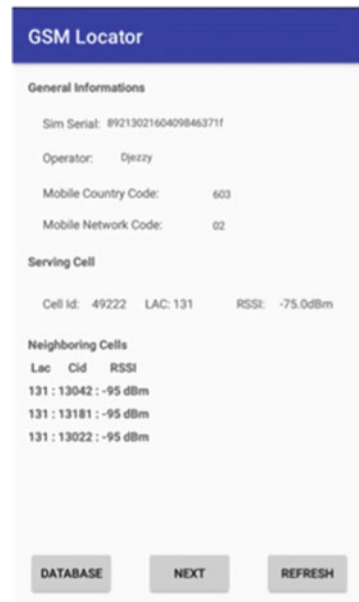 GSM Locator
General Informations
Sim Serial: 8921302160409846371f
Operator: Djezzy
Mobile Country Code: 603
Mobile Network Code: 02
Serving Cell
Cell Id: 49222 LAC: 131 RSSI: -75.0dBm
Neighboring Cells
Lac Cid RSSI
131 : 13042 : -95 dBm
131 : 13181 : -95 dBm
131 : 13022 : -95 dBm
DATABASE NEXT REFRESH